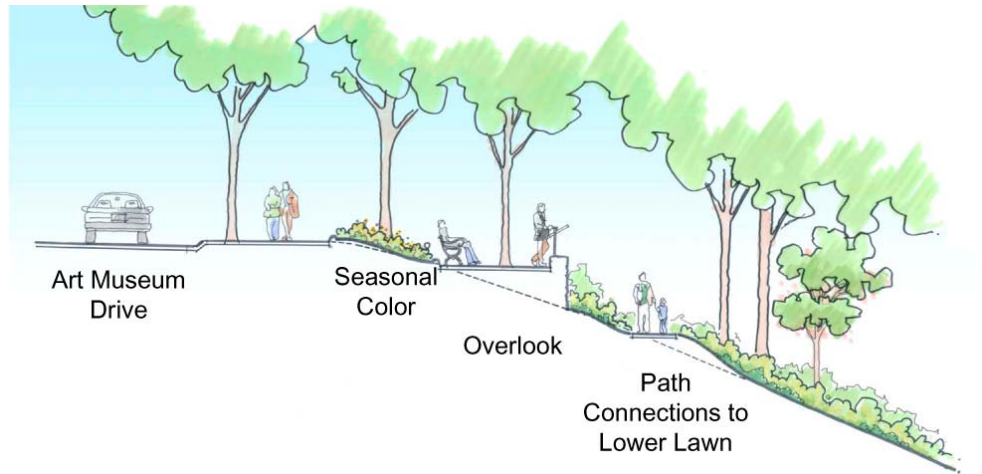 Art Museum
Drive
Seasonal
Color
Overlook
Path
Connections to
Lower Lawn